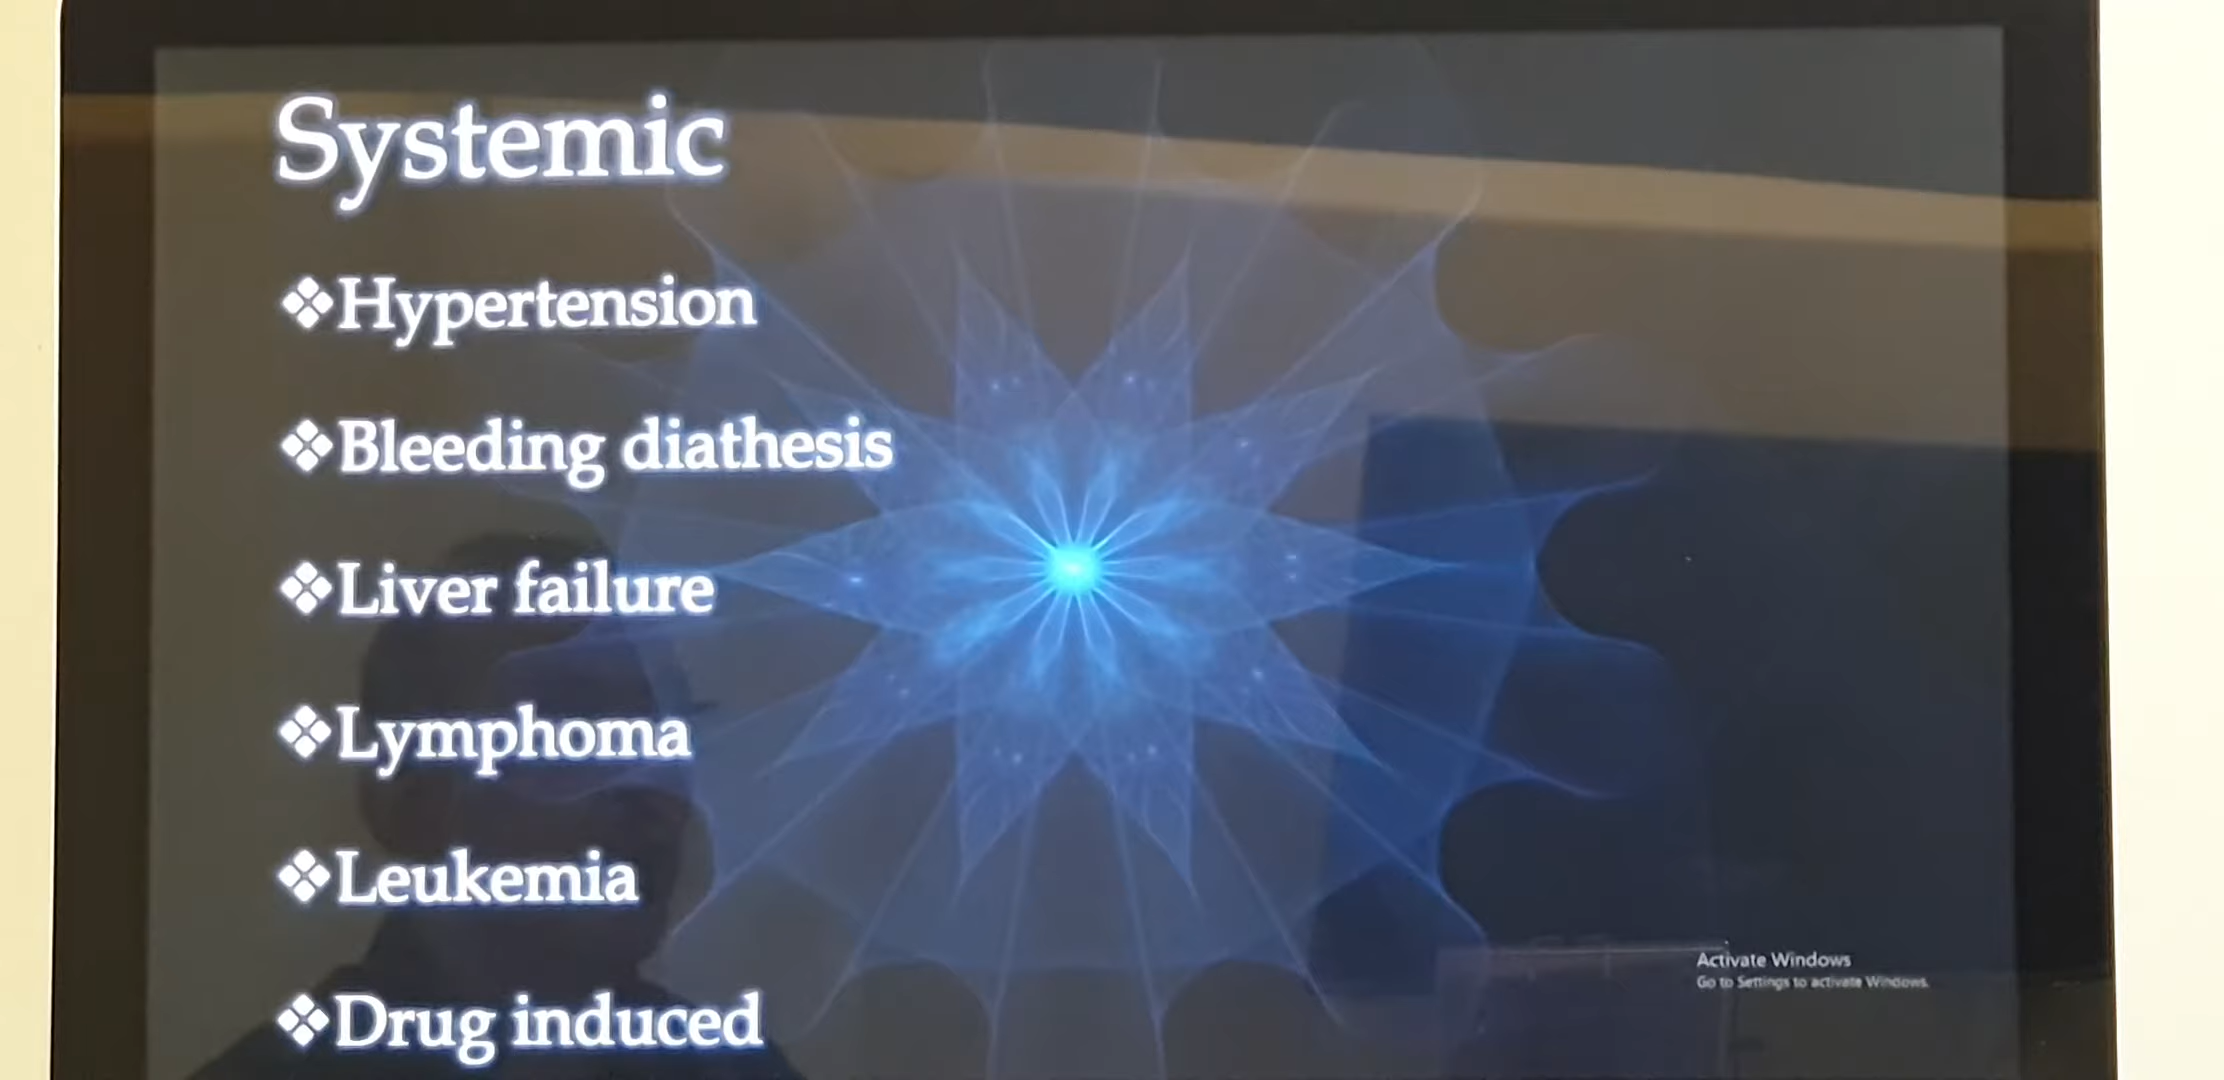 Systemic
❖Hypertension
❖Bleeding diathesis
❖Liver failure
❖Lymphoma
❖Leukemia
❖Drug induced
Activate Windows
Go to Settings to activate Windows.